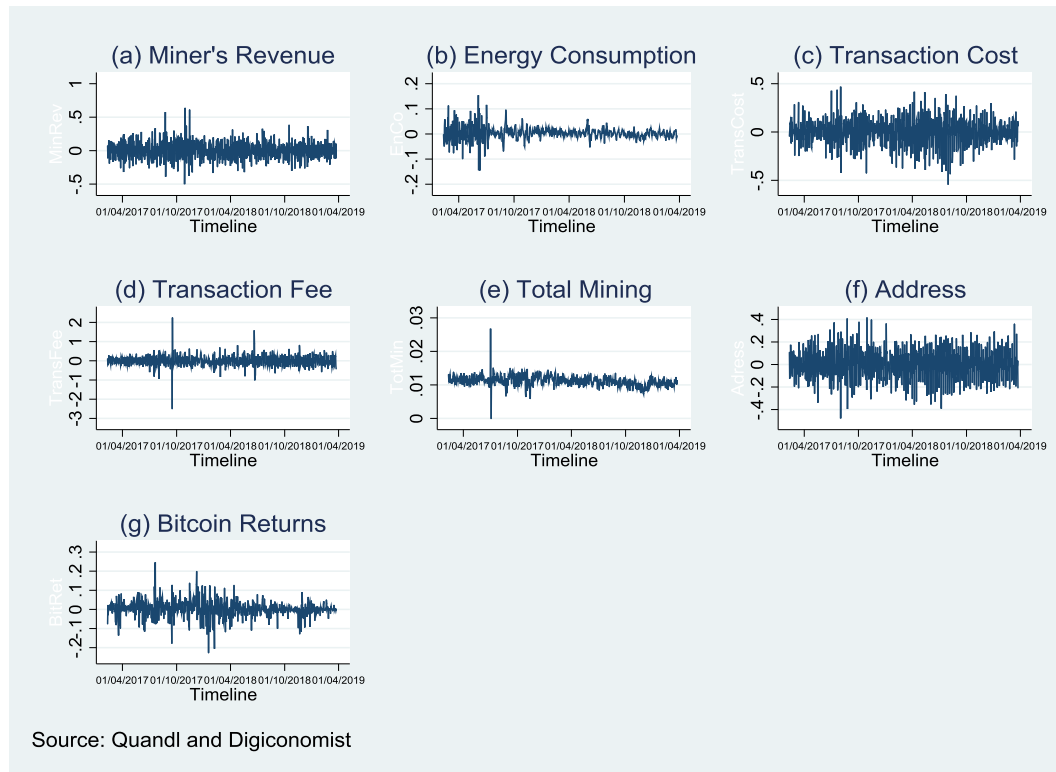 (a) Miner's Revenue
MinRev
1
.5
0
-.5
01/04/2017 01/10/2017 01/04/2018 01/10/2018 01/04/2019
Timeline
(b) Energy Consumption
EnCo
.2
.1
0
-.1
-.2
01/04/2017 01/10/2017 01/04/2018 01/10/2018 01/04/2019
Timeline
(c) Transaction Cost
TransCost
.5
0
-.5
01/04/2017 01/10/2017 01/04/2018 01/10/2018 01/04/2019
Timeline
(d) Transaction Fee
TransFee
2
1
0
-1
-2
-3
01/04/2017 01/10/2017 01/04/2018 01/10/2018 01/04/2019
Timeline
(e) Total Mining
TotMin
.03
.02
.01
0
01/04/2017 01/10/2017 01/04/2018 01/10/2018 01/04/2019
Timeline
(f) Address
Adress
.4
.2
0
-.2
-.4
01/04/2017 01/10/2017 01/04/2018 01/10/2018 01/04/2019
Timeline
(g) Bitcoin Returns
BitRet
.3
.2
.1
0
-.1
-.2
01/04/2017 01/10/2017 01/04/2018 01/10/2018 01/04/2019
Timeline
Source: Quandl and Digiconomist